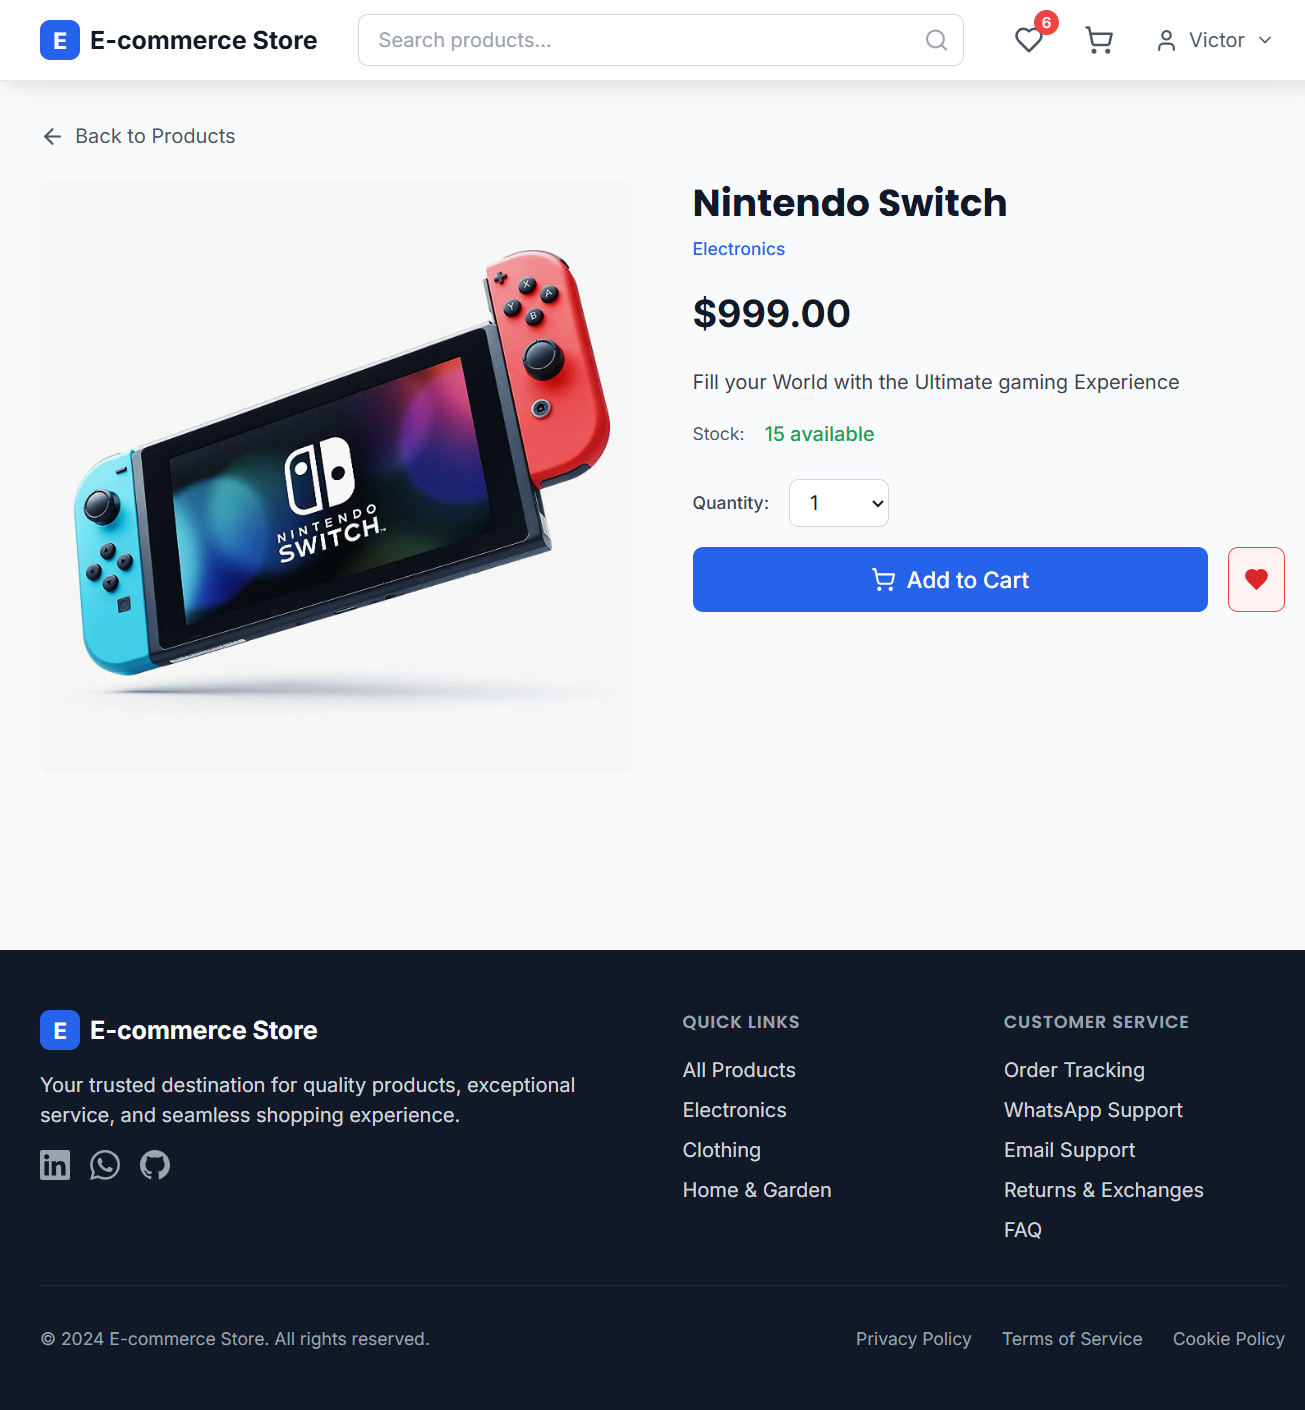 E E-commerce Store
Search products...
6
Victor
Back to Products
Nintendo Switch
Electronics
$999.00
Fill your World with the Ultimate gaming Experience
Stock: 15 available
Quantity: 1
Add to Cart
X
Y A
B
NINTENDO
SWITCH™
E E-commerce Store
Your trusted destination for quality products, exceptional
service, and seamless shopping experience.
in
QUICK LINKS
All Products
Electronics
Clothing
Home & Garden
CUSTOMER SERVICE
Order Tracking
WhatsApp Support
Email Support
Returns & Exchanges
FAQ
© 2024 E-commerce Store. All rights reserved.
Privacy Policy Terms of Service Cookie Policy